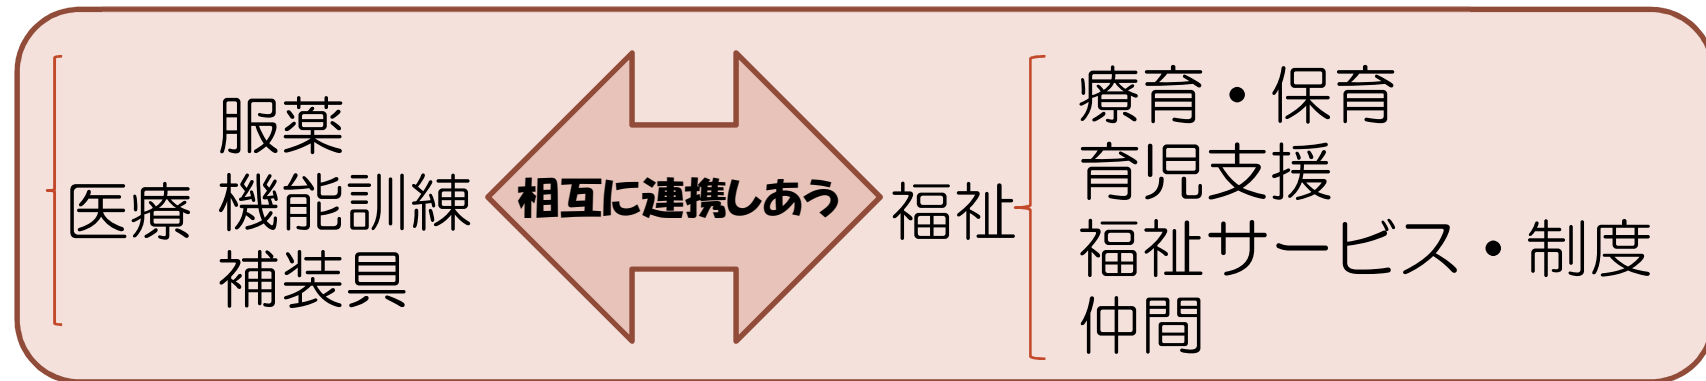 医療
服薬
機能訓練
補装具
相互に連携しあう
福祉
療育・保育
育児支援
福祉サービス・制度
仲間